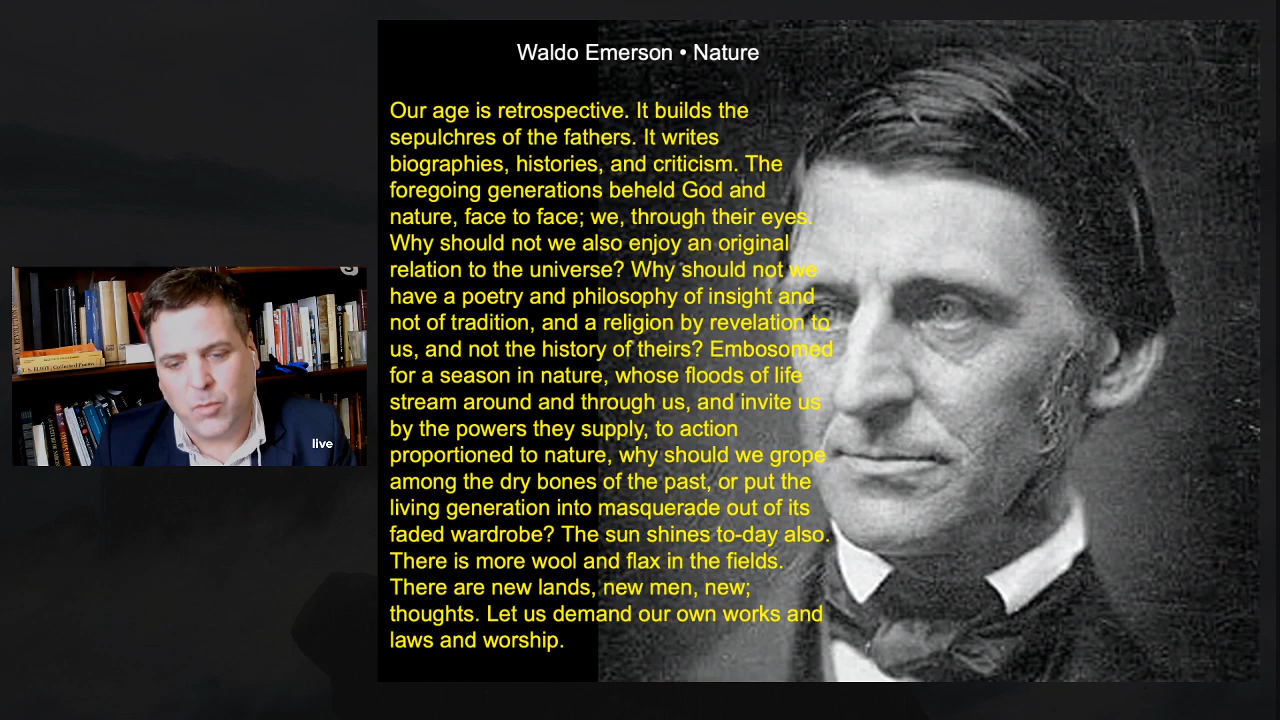 Waldo Emerson • Nature
Our age is retrospective. It builds the
sepulchres of the fathers. It writes
biographies, histories, and criticism. The
foregoing generations beheld God and
nature, face to face; we, through their eyes.
Why should not we also enjoy an original
relation to the universe? Why should not we
have a poetry and philosophy of insight and
not of tradition, and a religion by revelation to
us, and not the history of theirs? Embosomed
for a season in nature, whose floods of life
stream around and through us, and invite us
by the powers they supply, to action
proportioned to nature, why should we grope
among the dry bones of the past, or put the
living generation into masquerade out of its
faded wardrobe? The sun shines to-day also.
There is more wool and flax in the fields.
There are new lands, new men, new;
thoughts. Let us demand our own works and
laws and worship.
live